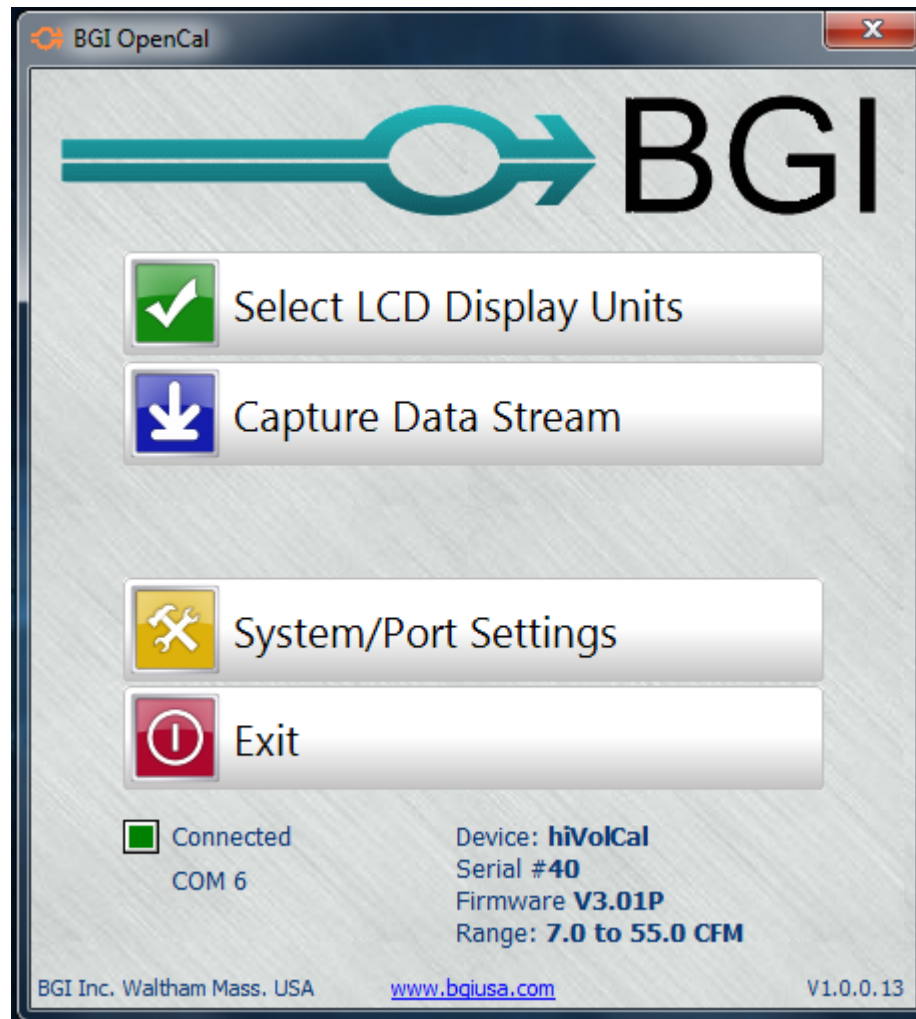 BGI OpenCal
BGI
Select LCD Display Units
Capture Data Stream
System/Port Settings
Exit
Connected
COM 6
Device: hiVolCal
Serial #40
Firmware V3.01P
Range: 7.0 to 55.0 CFM
BGI Inc. Waltham Mass. USA www.bgiusa.com V1.0.0.13